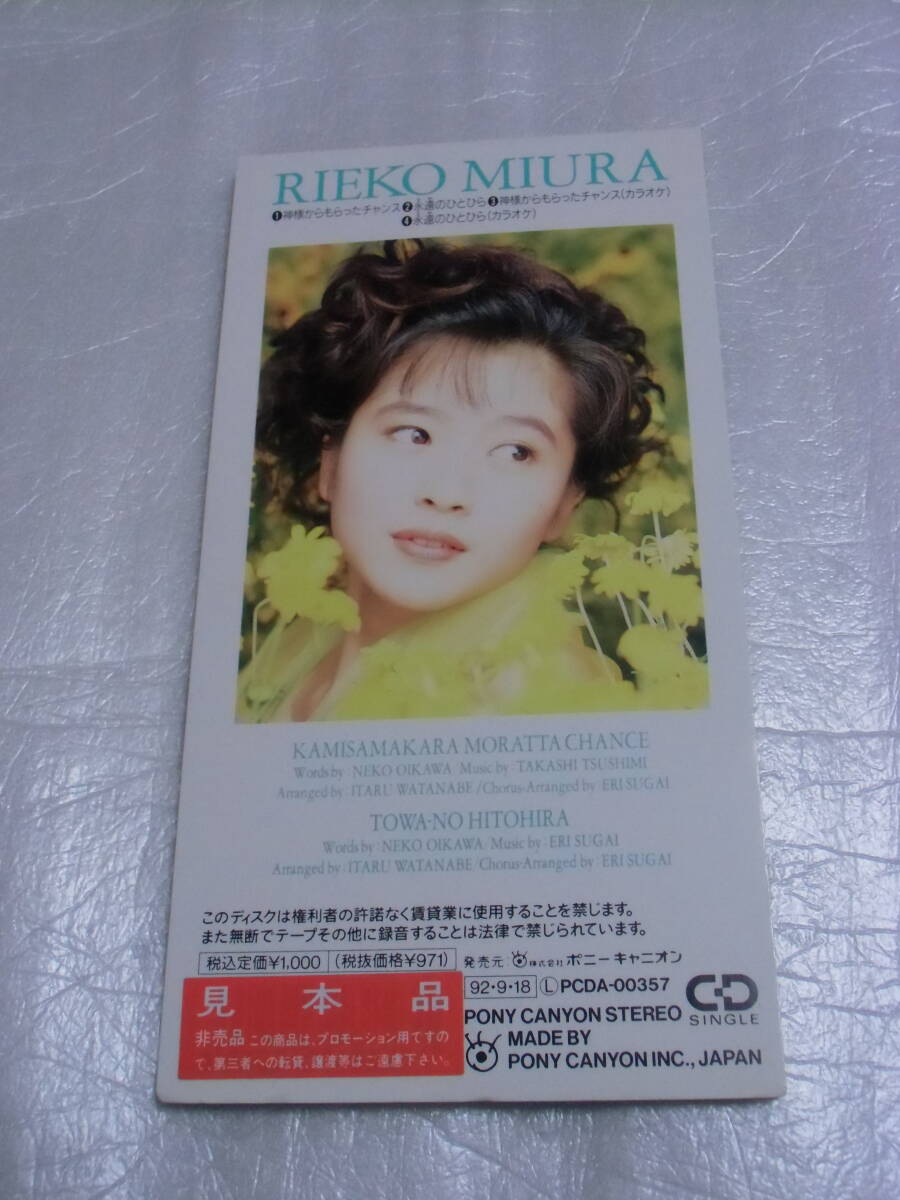 RIEKO MIURA
❶神様からもらったチャンス ❷永遠のひとひら ❸神様からもらったチャンス(カラオケ)
❹永遠のひとひら(カラオケ)
KAMISAMAKARA MORATTA CHANCE
Words by : NEKO OIKAWA / Music by : TAKASHI TSUSHIMI
Arranged by : ITARU WATANABE / Chorus-Arranged by : ERI SUGAI
TOWA-NO HITOHIRA
Words by : NEKO OIKAWA / Music by : ERI SUGAI
Arranged by : ITARU WATANABE / Chorus-Arranged by : ERI SUGAI
このディスクは権利者の許諾なく賃貸業に使用することを禁じます。
また無断でテープその他に録音することは法律で禁じられています。
税込定価¥1,000 (税抜価格¥971) 発売元 株式会社 ポニーキャニオン
92・9・18 Ⓛ PCDA-00357
CD SINGLE
PONY CANYON STEREO
MADE BY
PONY CANYON INC., JAPAN
見本品
非売品 この商品は、プロモーション用ですの
で、第三者への転貸、譲渡等はご遠慮下さい。